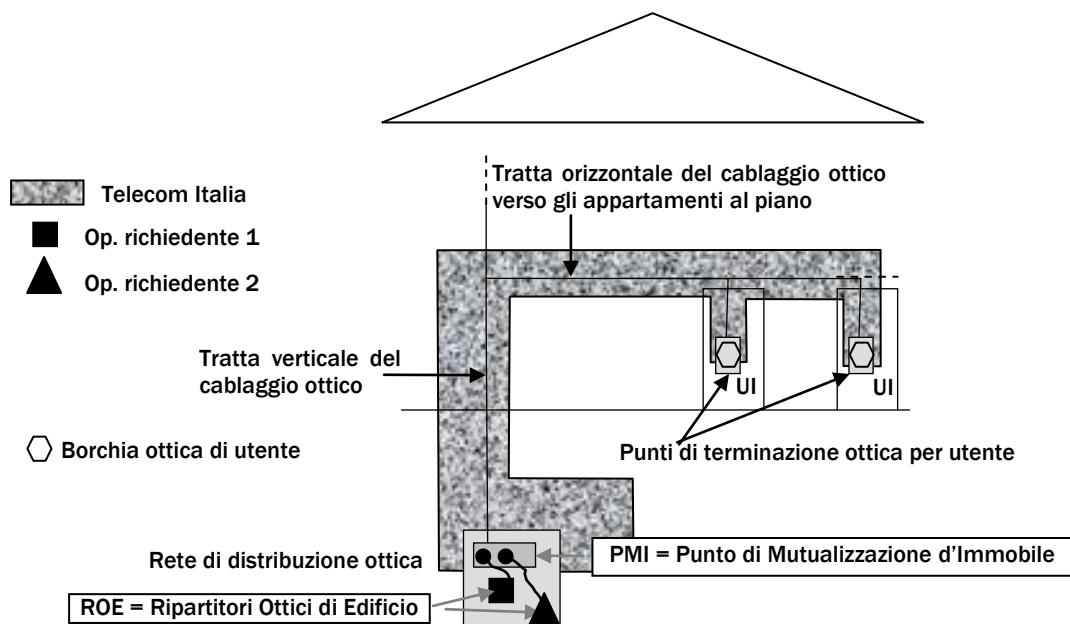 Tratta orizzontale del cablaggio ottico
verso gli appartamenti al piano
Telecom Italia
Op. richiedente 1
Op. richiedente 2
Tratta verticale del
cablaggio ottico
UI
UI
Borchia ottica di utente
Punti di terminazione ottica per utente
Rete di distribuzione ottica
PMI = Punto di Mutualizzazione d'Immobile
ROE = Ripartitori Ottici di Edificio